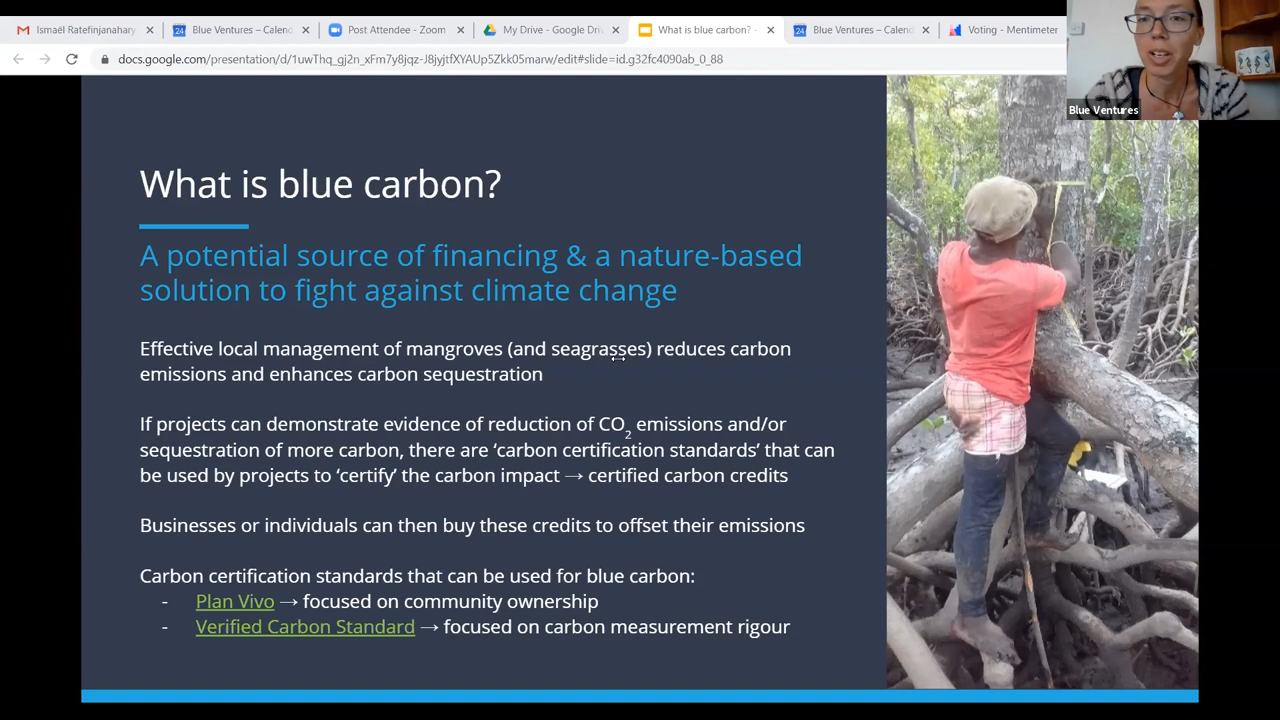 Ismaël Ratefinjanahary
Blue Ventures – Calend
Post Attendee - Zoom
My Drive - Google Driv
What is blue carbon? -
Blue Ventures – Calend
Voting - Mentimeter
docs.google.com/presentation/d/1uwThq_gj2n_xFm7y8jqz-J8jyjtfXYAUp5Zkk05marw/edit#slide=id.g32fc4090ab_0_88
Blue Ventures
What is blue carbon?
A potential source of financing & a nature-based
solution to fight against climate change
Effective local management of mangroves (and seagrasses) reduces carbon
emissions and enhances carbon sequestration
If projects can demonstrate evidence of reduction of CO2 emissions and/or
sequestration of more carbon, there are ‘carbon certification standards’ that can
be used by projects to ‘certify’ the carbon impact → certified carbon credits
Businesses or individuals can then buy these credits to offset their emissions
Carbon certification standards that can be used for blue carbon:
- Plan Vivo → focused on community ownership
- Verified Carbon Standard → focused on carbon measurement rigour